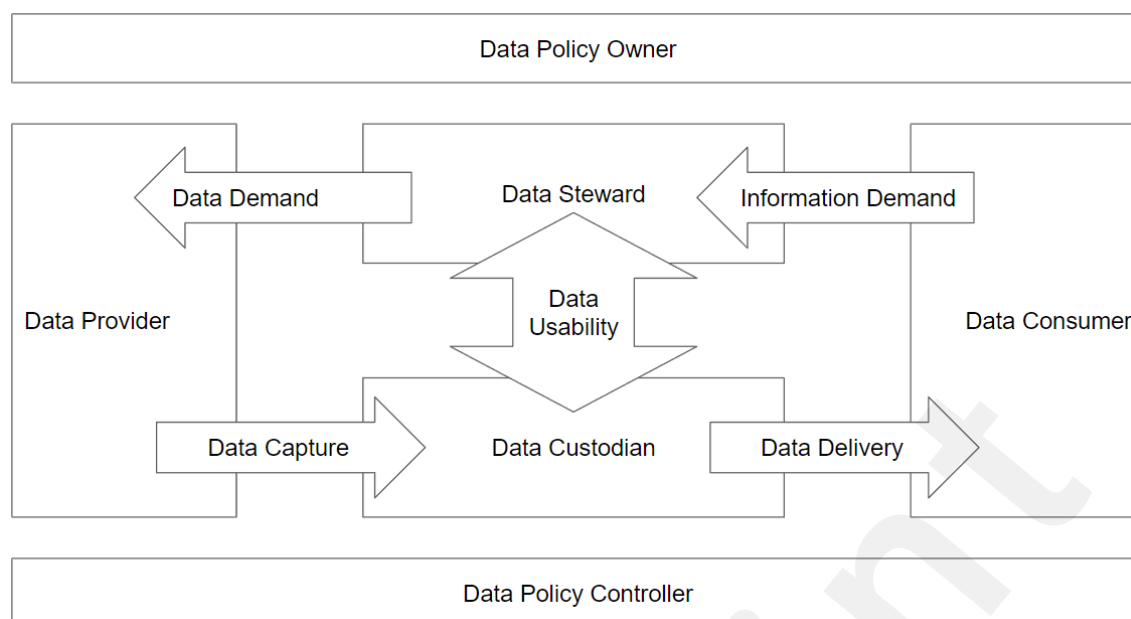 Data Policy Owner
Data Demand
Data Steward
Information Demand
Data Provider
Data
Usability
Data Consumer
Data Capture
Data Custodian
Data Delivery
Data Policy Controller